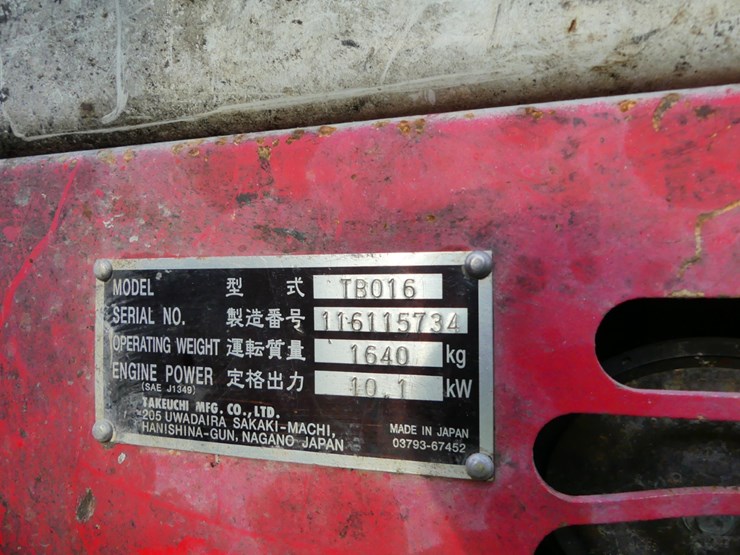 MODEL 型 式 TB016
SERIAL NO. 製造番号 116115734
OPERATING WEIGHT 運転質量 1640 kg
ENGINE POWER 定格出力 10.1 kW
(SAE J1349)
TAKEUCHI MFG. CO., LTD.
205 UWADAIRA SAKAKI-MACHI,
HANISHINA-GUN, NAGANO JAPAN
MADE IN JAPAN
03793-67452